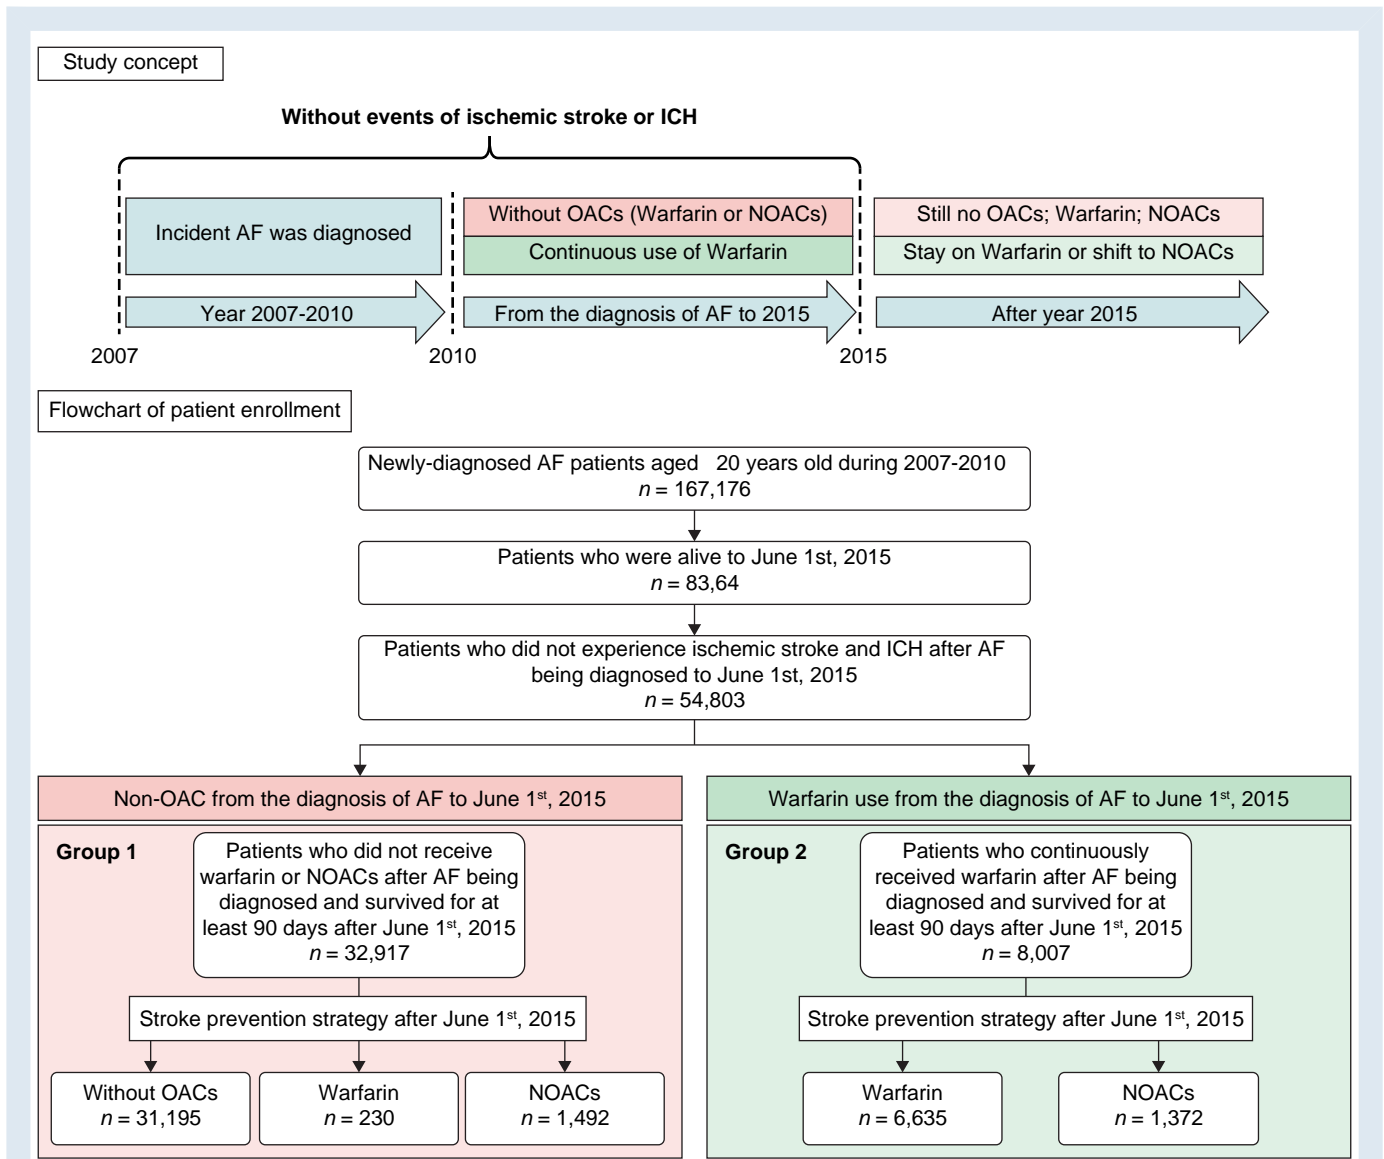 Study concept
Without events of ischemic stroke or ICH
Incident AF was diagnosed
Without OACs (Warfarin or NOACs)
Continuous use of Warfarin
Still no OACs; Warfarin; NOACs
Stay on Warfarin or shift to NOACs
Year 2007-2010
From the diagnosis of AF to 2015
After year 2015
2007
2010
2015
Flowchart of patient enrollment
Newly-diagnosed AF patients aged 20 years old during 2007-2010
n = 167,176
Patients who were alive to June 1st, 2015
n = 83,64
Patients who did not experience ischemic stroke and ICH after AF
being diagnosed to June 1st, 2015
n = 54,803
Non-OAC from the diagnosis of AF to June 1st, 2015
Group 1
Patients who did not receive
warfarin or NOACs after AF being
diagnosed and survived for at
least 90 days after June 1st, 2015
n = 32,917
Stroke prevention strategy after June 1st, 2015
Without OACs
n = 31,195
Warfarin
n = 230
NOACs
n = 1,492
Warfarin use from the diagnosis of AF to June 1st, 2015
Group 2
Patients who continuously
received warfarin after AF being
diagnosed and survived for at
least 90 days after June 1st, 2015
n = 8,007
Stroke prevention strategy after June 1st, 2015
Warfarin
n = 6,635
NOACs
n = 1,372